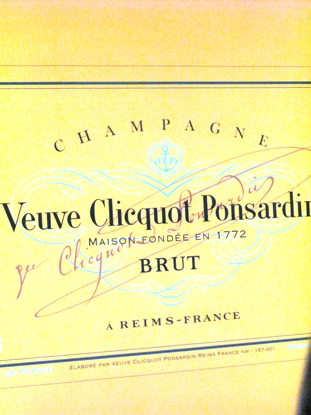 CHAMPAGNE
VCP
Veuve Clicquot Ponsardin
MAISON FONDÉE EN 1772
BRUT
À REIMS-FRANCE
ÉLABORÉ PAR VEUVE CLICQUOT PONSARDIN REIMS FRANCE NM - 157-001